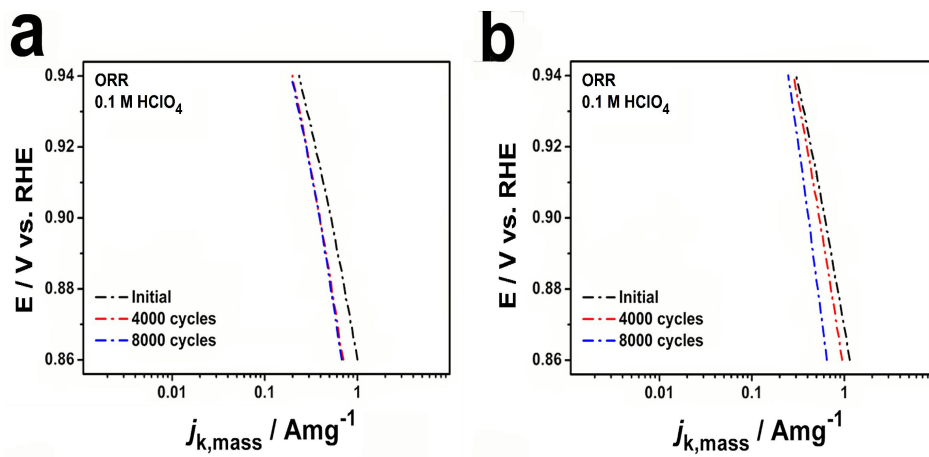 a
ORR
0.1 M HClO₄
E / V vs. RHE
0.94
0.92
0.90
0.88
0.86
Initial
4000 cycles
8000 cycles
0.01
0.1
1
jk,mass / Amg⁻¹
b
ORR
0.1 M HClO₄
E / V vs. RHE
0.94
0.92
0.90
0.88
0.86
Initial
4000 cycles
8000 cycles
0.01
0.1
1
jk,mass / Amg⁻¹